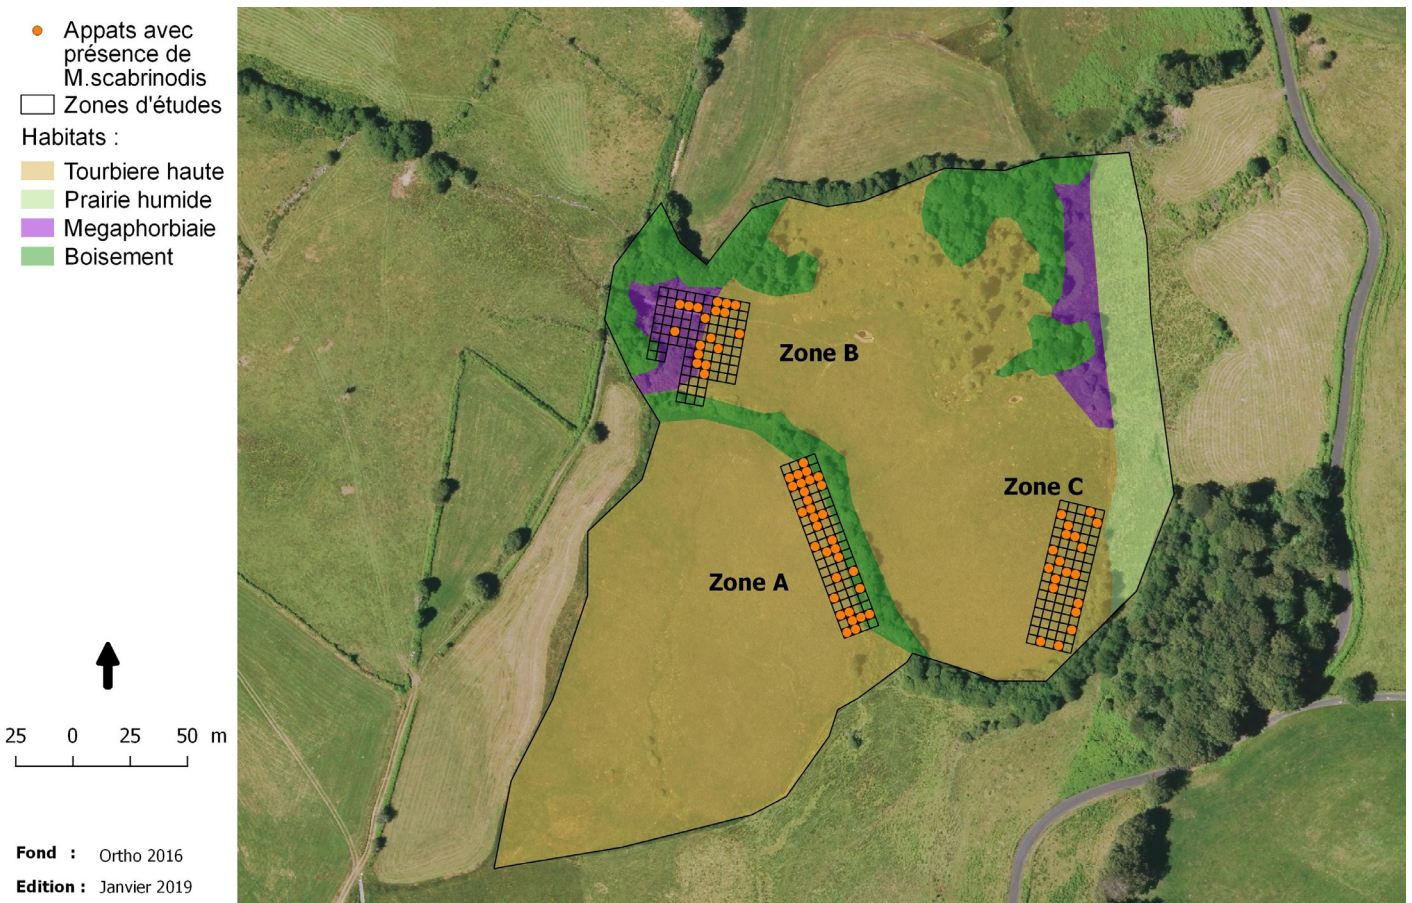 Appats avec
présence de
M.scabrinodis
Zones d'études
Habitats :
Tourbiere haute
Prairie humide
Megaphorbiaie
Boisement
Zone B
Zone C
Zone A
25 0 25 50 m
Fond : Ortho 2016
Edition : Janvier 2019